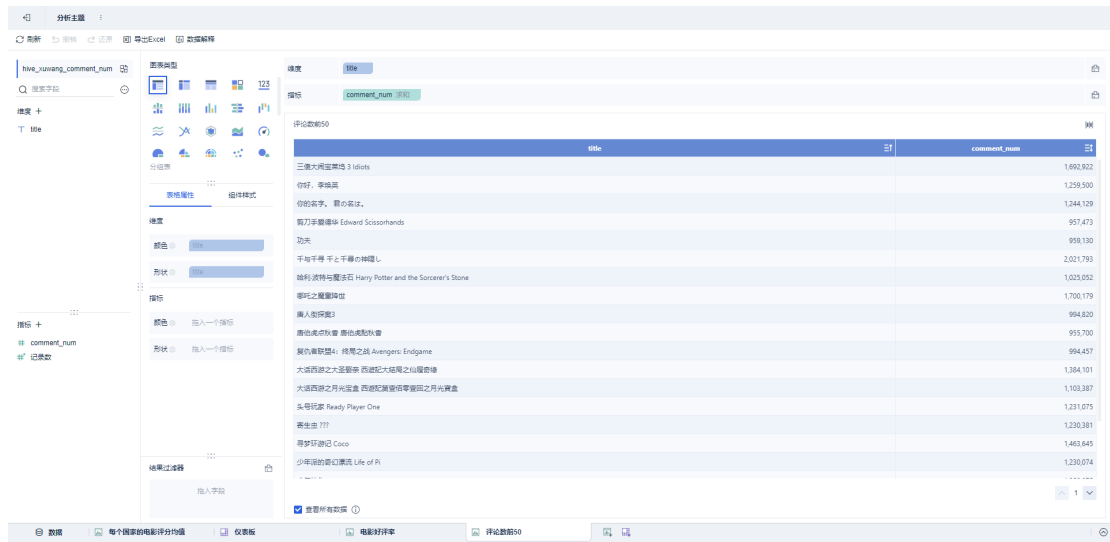 分析主题
刷新 撤销 还原 导出Excel 数据解释
hive_xuwang_comment_num
搜索字段
维度 +
T title
指标 +
comment_num
记录数
图表类型
123
分组表
表格属性 组件样式
维度
颜色 title
形状 title
指标
颜色 拖入一个指标
形状 拖入一个指标
结果过滤器
拖入字段
维度 title
指标 comment_num 求和
评论数前50
title comment_num
三傻大闹宝莱坞 3 Idiots 1,692,922
你好，李焕英 1,259,500
你的名字。 君の名は。 1,244,129
剪刀手爱德华 Edward Scissorhands 957,473
功夫 959,130
千与千寻 千と千尋の神隠し 2,021,793
哈利·波特与魔法石 Harry Potter and the Sorcerer's Stone 1,025,052
哪吒之魔童降世 1,700,179
唐人街探案3 994,820
唐伯虎点秋香 唐伯虎點秋香 955,700
复仇者联盟4：终局之战 Avengers: Endgame 994,457
大话西游之大圣娶亲 西遊記大結局之仙履奇緣 1,384,101
大话西游之月光宝盒 西遊記第壹佰零壹回之月光寶盒 1,103,387
头号玩家 Ready Player One 1,231,075
寄生虫 ??? 1,230,381
寻梦环游记 Coco 1,463,645
少年派的奇幻漂流 Life of Pi 1,230,074
1
查看所有数据
数据 每个国家的电影评分均值 仪表板 电影好评率 评论数前50